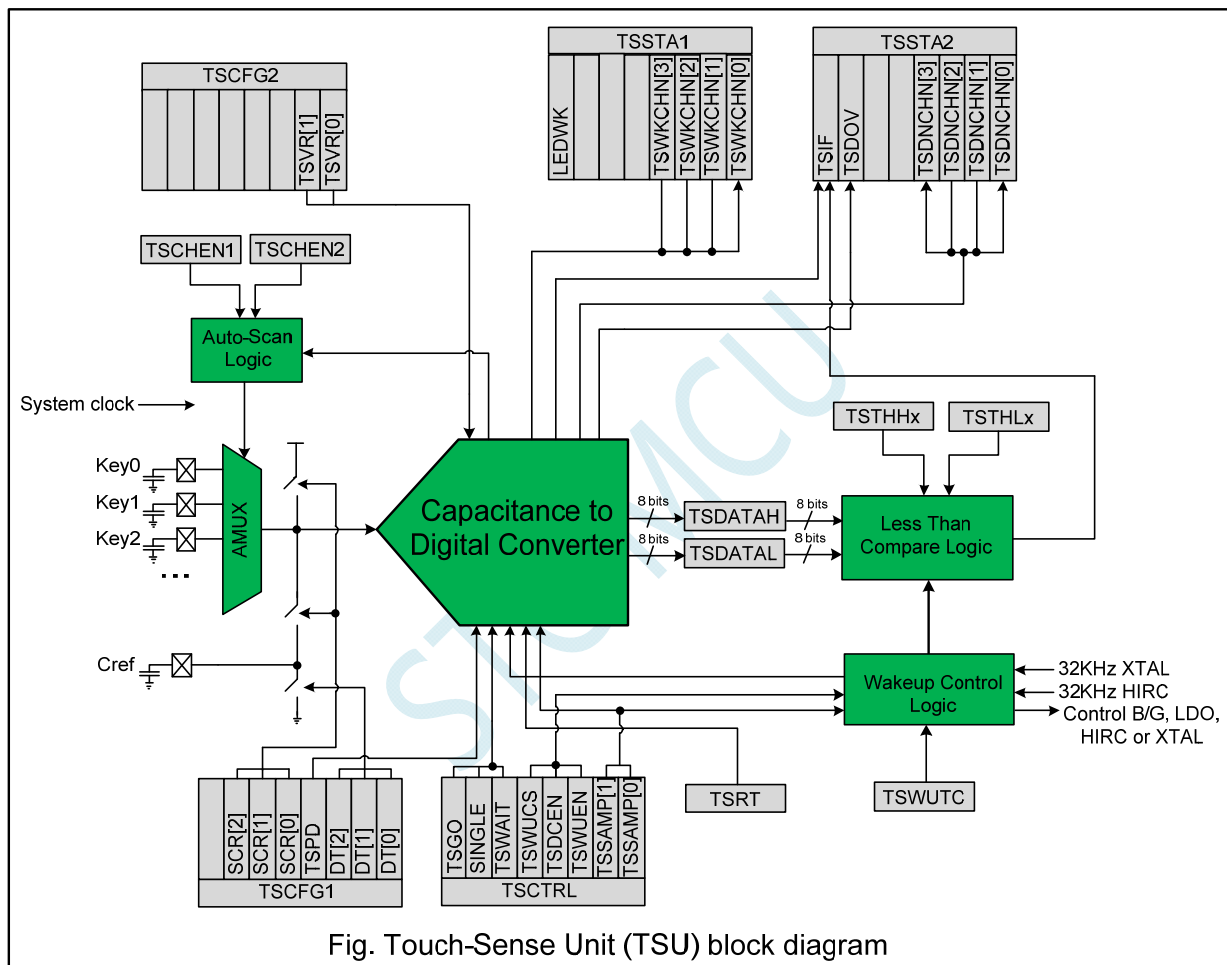 TSCFG2
TSVR[1]
TSVR[0]
TSSTA1
LEDWK
TSWKCHN[3]
TSWKCHN[2]
TSWKCHN[1]
TSWKCHN[0]
TSSTA2
TSIF
TSDOV
TSDNCHN[3]
TSDNCHN[2]
TSDNCHN[1]
TSDNCHN[0]
TSCHEN1
TSCHEN2
Auto-Scan
Logic
System clock
Key0
Key1
Key2
...
AMUX
Cref
Capacitance to
Digital Converter
8 bits
TSDATAH
8 bits
8 bits
TSDATAL
8 bits
TSTHHx
TSTHLx
Less Than
Compare Logic
Wakeup Control
Logic
32KHz XTAL
32KHz HIRC
Control B/G, LDO,
HIRC or XTAL
TSWUTC
TSRT
SCR[2]
SCR[1]
SCR[0]
TSPD
DT[2]
DT[1]
DT[0]
TSCFG1
TSGO
SINGLE
TSWAIT
TSWUCS
TSDCEN
TSWUEN
TSSAMP[1]
TSSAMP[0]
TSCTRL
STCMCU
Fig. Touch-Sense Unit (TSU) block diagram